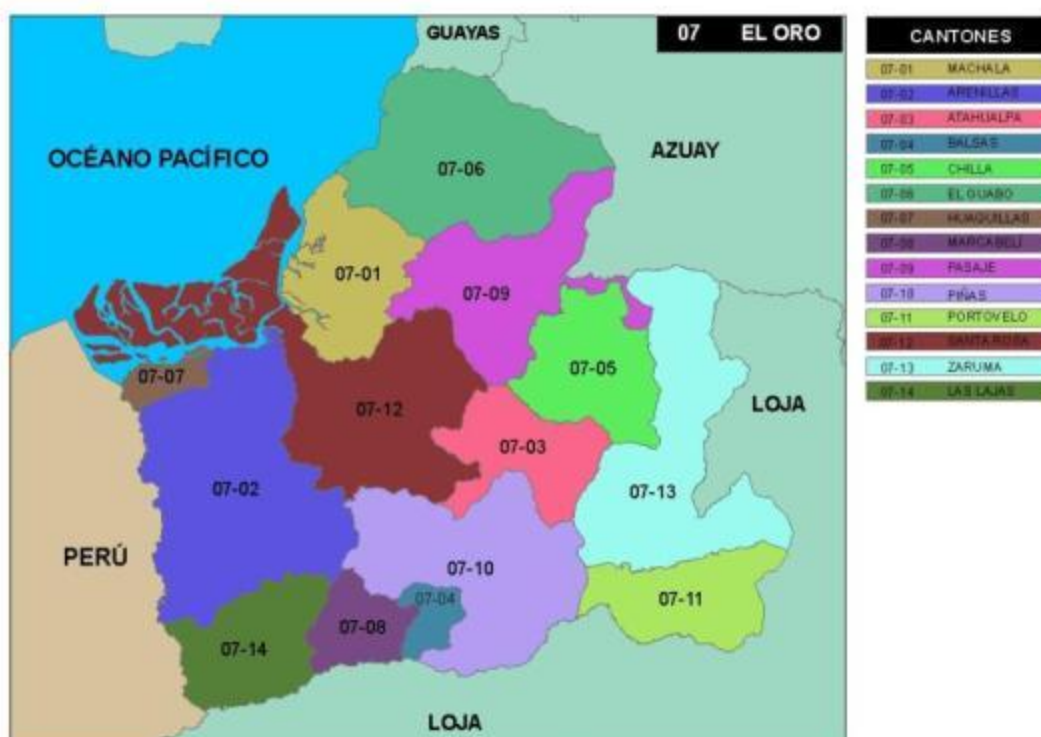 GUAYAS
07 EL ORO
OCÉANO PACÍFICO
AZUAY
07-06
07-01
07-09
07-07
07-05
07-12
LOJA
07-03
07-02
07-13
PERÚ
07-10
07-04
07-11
07-08
07-14
LOJA
CANTONES
07-01 MACHALA
07-02 ARENILLAS
07-03 ATAHUALPA
07-04 BALSAS
07-05 CHILLA
07-06 EL GUABO
07-07 HUAQUILLAS
07-08 MARCABELÍ
07-09 PASAJE
07-10 PIÑAS
07-11 PORTOVELO
07-12 SANTA ROSA
07-13 ZARUMA
07-14 LAS LAJAS